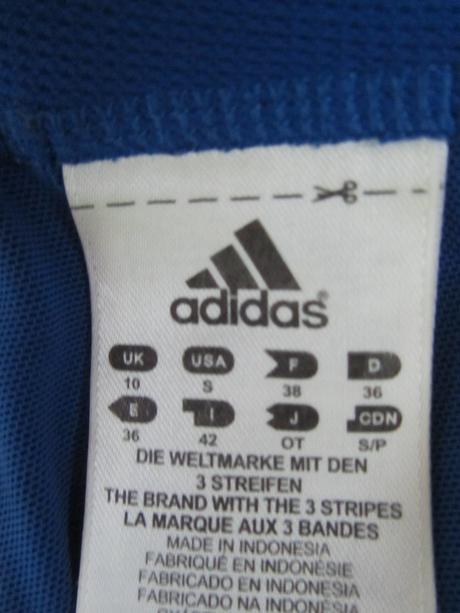 adidas®
UK USA F D
10 S 38 36
E I J CDN
36 42 OT S/P
DIE WELTMARKE MIT DEN
3 STREIFEN
THE BRAND WITH THE 3 STRIPES
LA MARQUE AUX 3 BANDES
MADE IN INDONESIA
FABRIQUÉ EN INDONÉSIE
FABRICADO EN INDONESIA
FABRICADO NA INDONÉSIA